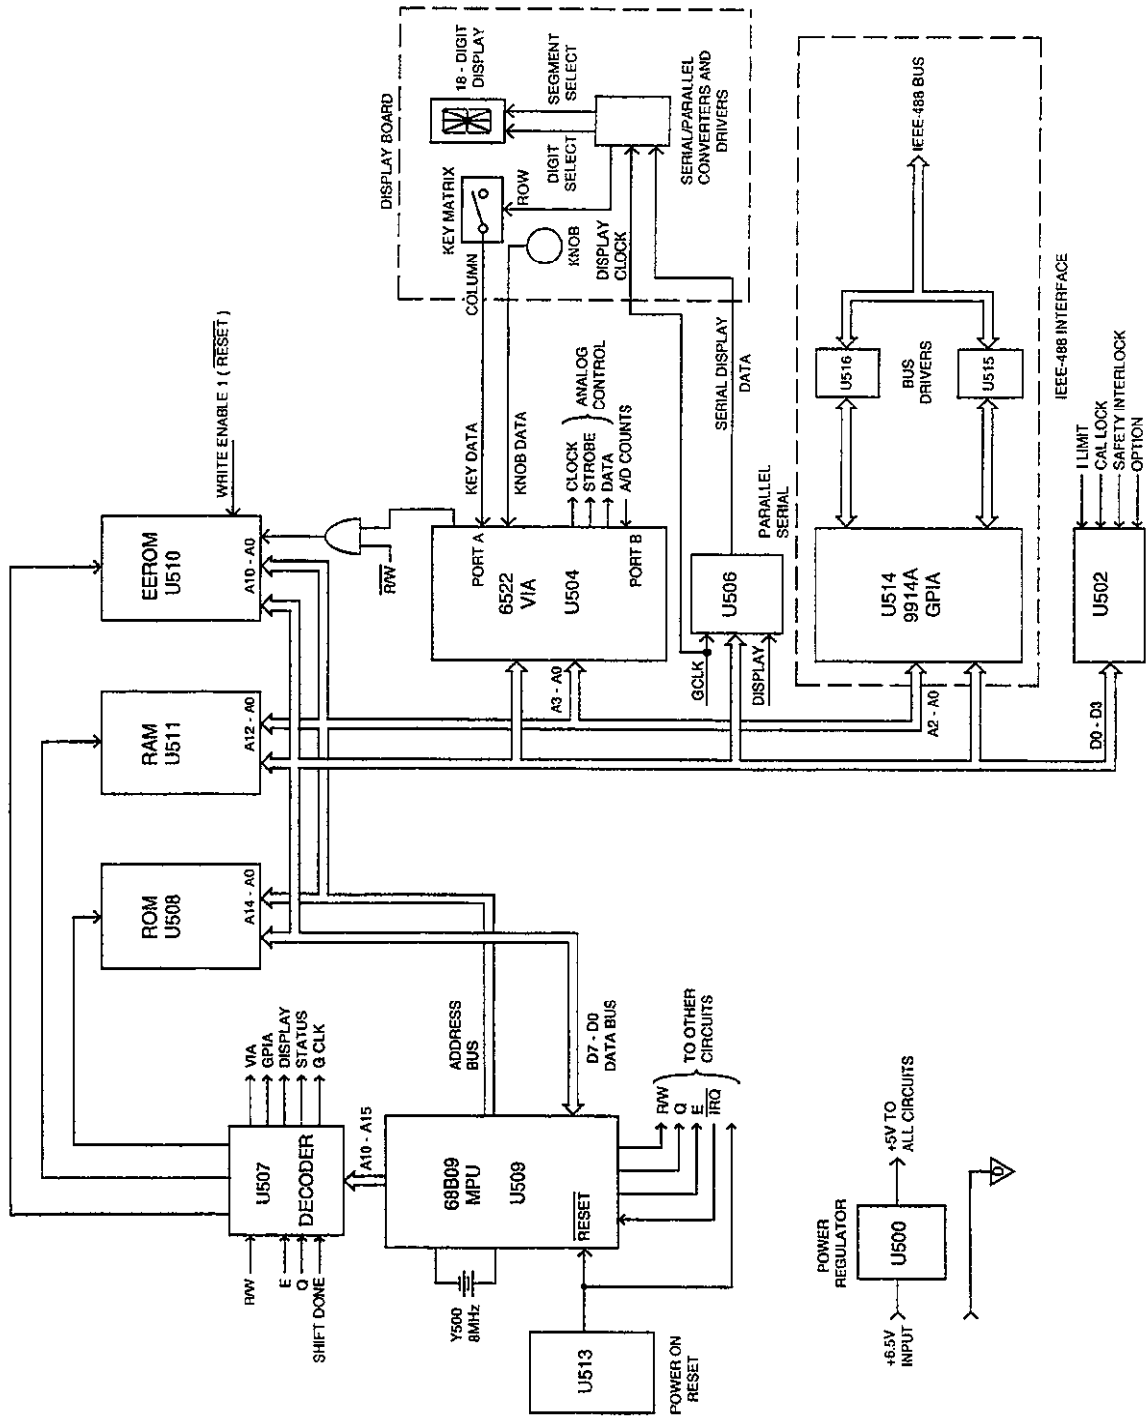 R/W
E
Q
SHIFT DONE
U507
DECODER
VIA
GPIA
DISPLAY
STATUS
G CLK
ROM
U508
A14 - A0
RAM
U511
A12 - A0
EEROM
U510
A10 - A0
WRITE ENABLE 1 ( RESET )
A10 - A15
Y500
8MHz
68B09
MPU
U509
RESET
ADDRESS
BUS
D7 - D0
DATA BUS
R/W
Q
E
IRQ
TO OTHER
CIRCUITS
U513
POWER ON
RESET
R/W
PORT A
6522
VIA
U504
PORT B
A3 - A0
KEY DATA
KNOB DATA
CLOCK
STROBE
DATA
ANALOG
CONTROL
A/D COUNTS
DISPLAY BOARD
KEY MATRIX
COLUMN
ROW
KNOB
18 - DIGIT
DISPLAY
DIGIT
SELECT
SEGMENT
SELECT
DISPLAY
CLOCK
SERIAL/PARALLEL
CONVERTERS AND
DRIVERS
GCLK
DISPLAY
U506
PARALLEL
SERIAL
SERIAL DISPLAY
DATA
A2 - A0
U514
9914A
GPIA
U516
BUS
DRIVERS
U515
IEEE-488 BUS
IEEE-488 INTERFACE
D0 - D3
U502
I LIMIT
CAL LOCK
SAFETY INTERLOCK
OPTION
POWER
REGULATOR
+6.5V
INPUT
U500
+5V TO
ALL CIRCUITS
D